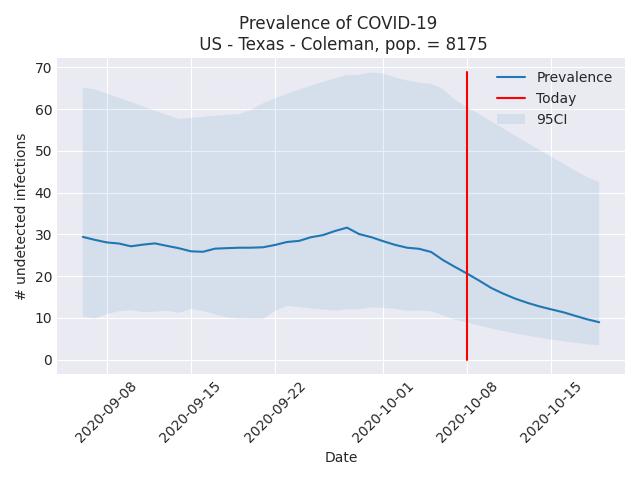 Prevalence of COVID-19
US - Texas - Coleman, pop. = 8175
# undetected infections
70
60
50
40
30
20
10
0
Prevalence
Today
95CI
2020-09-08
2020-09-15
2020-09-22
2020-10-01
2020-10-08
2020-10-15
Date